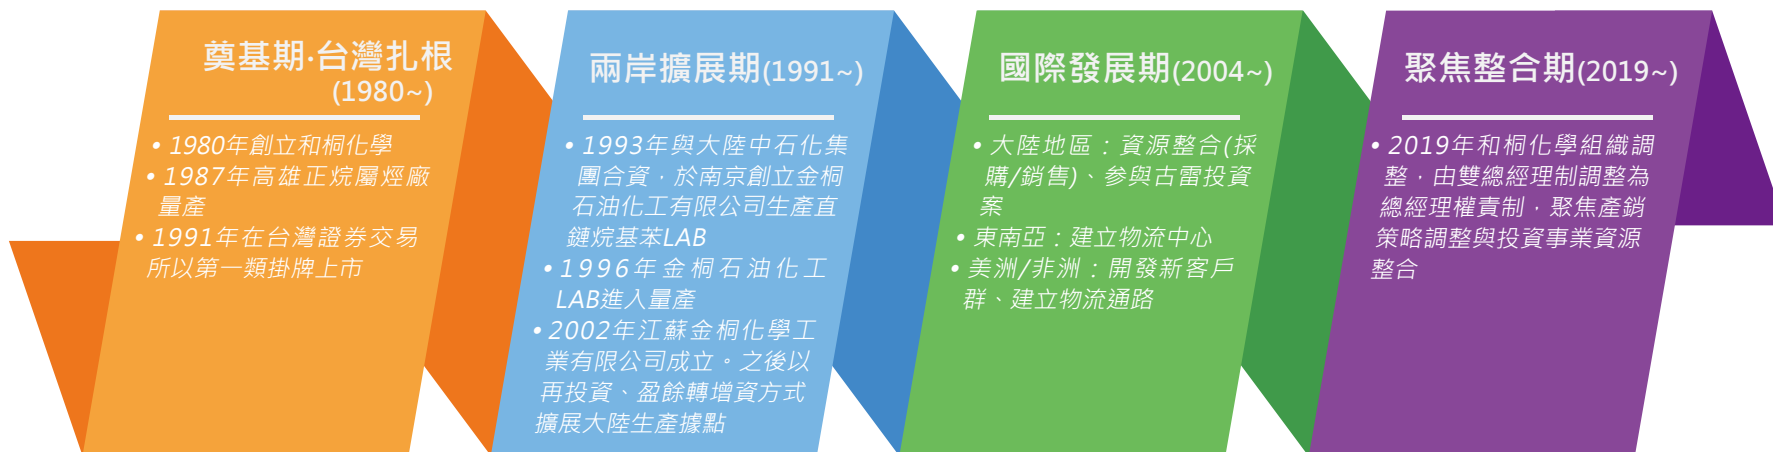 奠基期·台灣扎根
(1980~)
• 1980年創立和桐化學
• 1987年高雄正烷屬烴廠
量產
• 1991年在台灣證券交易
所以第一類掛牌上市
兩岸擴展期(1991~)
• 1993年與大陸中石化集
團合資，於南京創立金桐
石油化工有限公司生產直
鏈烷基苯LAB
• 1996年金桐石油化工
LAB進入量產
• 2002年江蘇金桐化學工
業有限公司成立。之後以
再投資、盈餘轉增資方式
擴展大陸生產據點
國際發展期(2004~)
• 大陸地區：資源整合(採
購/銷售)、参與古雷投資
案
• 東南亞：建立物流中心
• 美洲/非洲：開發新客戶
群、建立物流通路
聚焦整合期(2019~)
• 2019年和桐化學組織調
整，由雙總經理制調整為
總經理權責制，聚焦產銷
策略調整與投資事業資源
整合